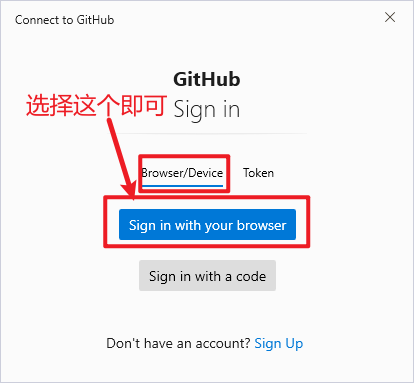 Connect to GitHub
GitHub
选择这个即可
Sign in
Browser/Device Token
Sign in with your browser
Sign in with a code
Don't have an account? Sign Up